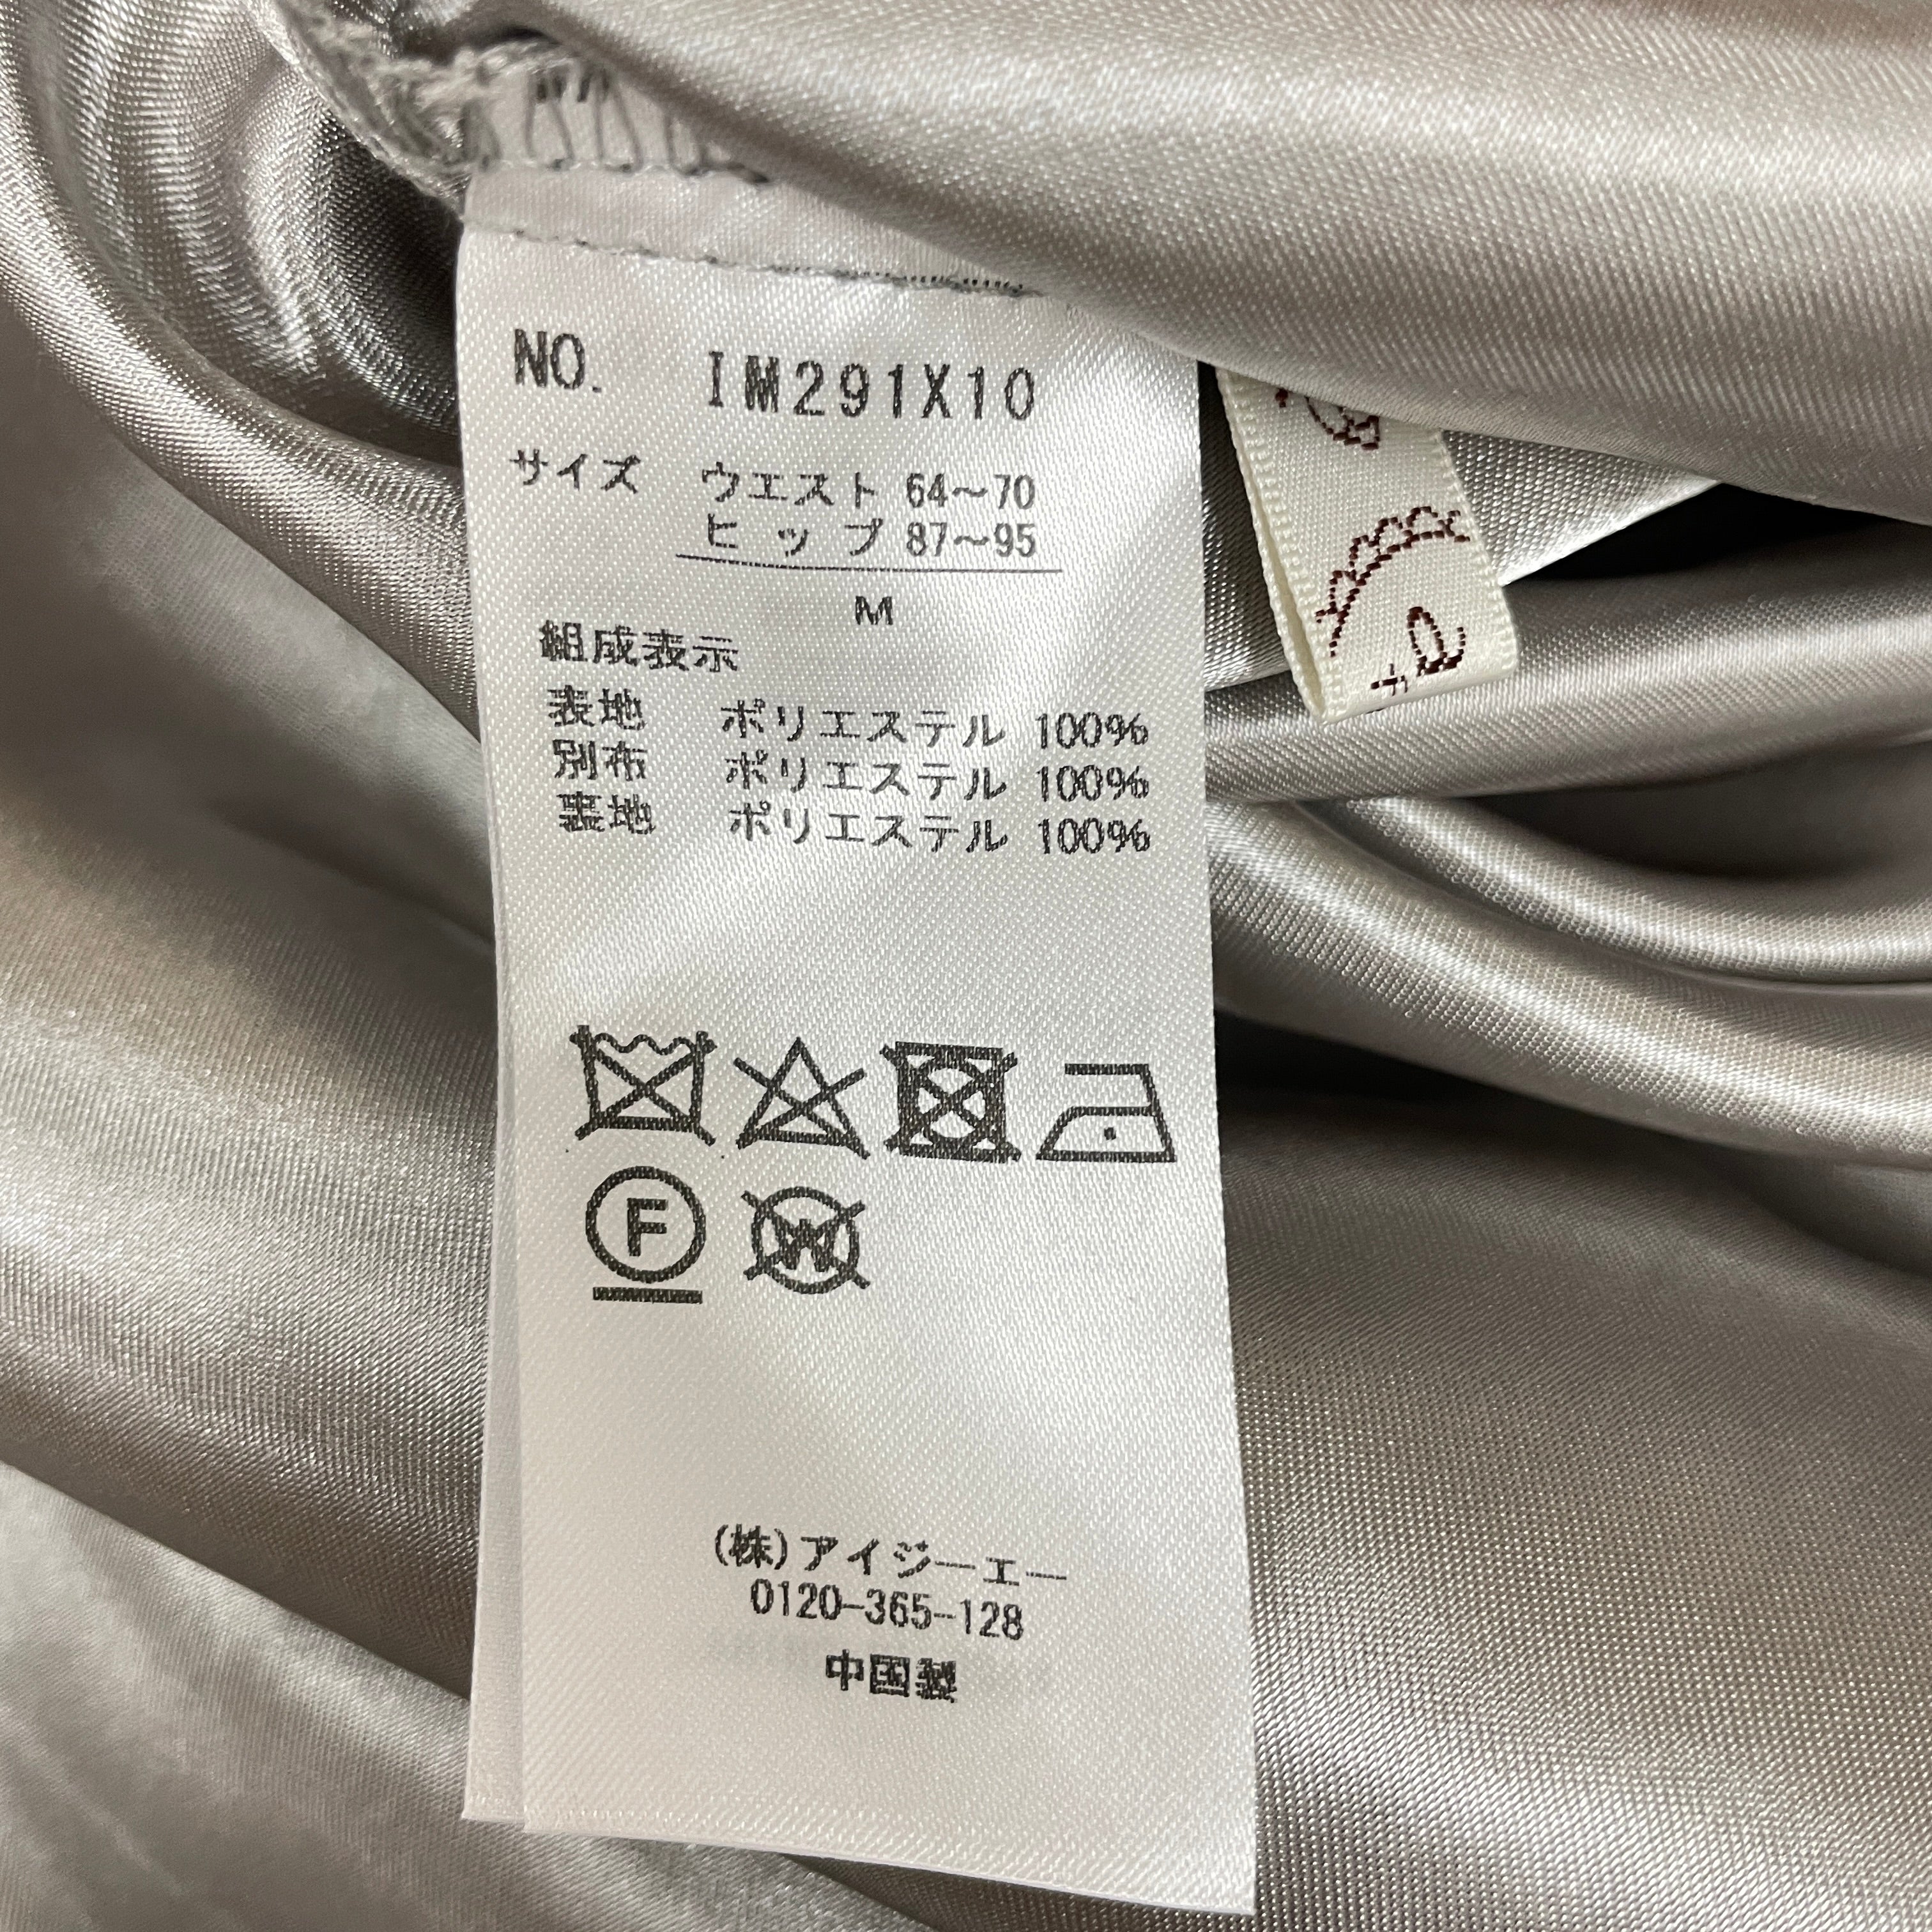 NO. IM291X10
サイズ ウエスト 64~70
ヒップ 87~95
M
組成表示
表地 ポリエステル 100%
別布 ポリエステル 100%
裏地 ポリエステル 100%
F
W
(株)アイジーエー
0120-365-128
中国製